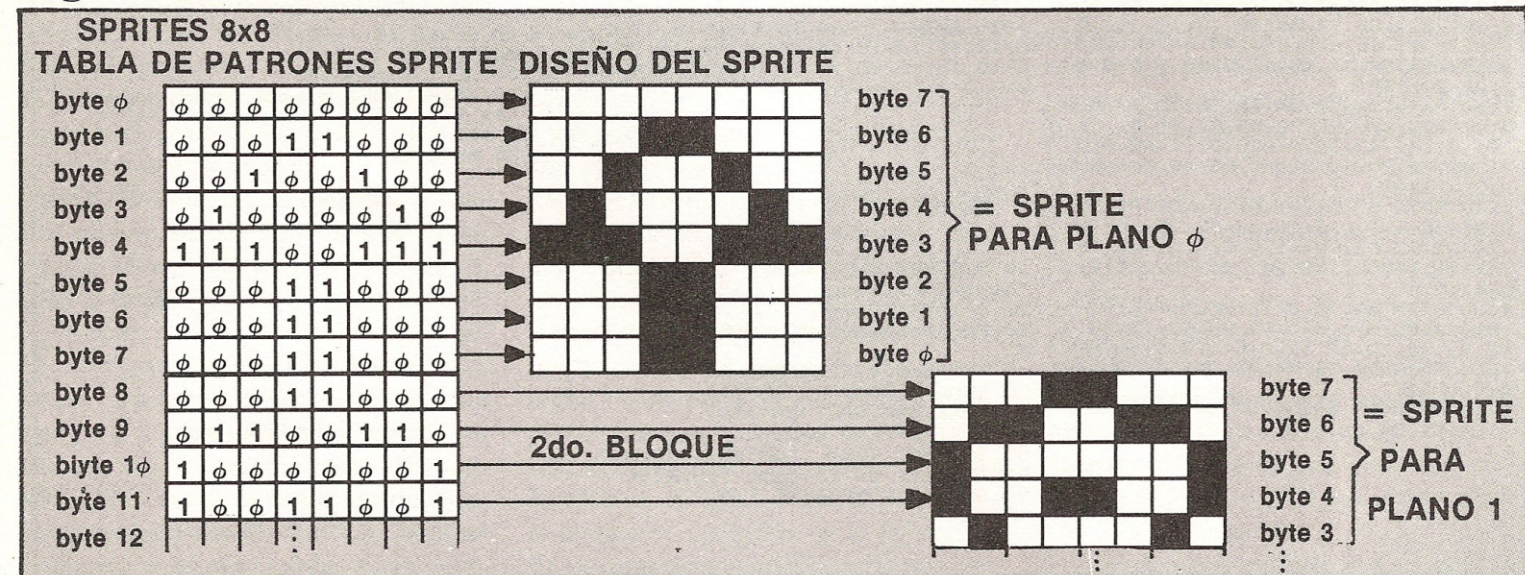 SPRITES 8x8
TABLA DE PATRONES SPRITE DISEÑO DEL SPRITE
byte ϕ ϕ ϕ ϕ ϕ ϕ ϕ ϕ ϕ byte 7
byte 1 ϕ ϕ ϕ 1 1 ϕ ϕ ϕ byte 6
byte 2 ϕ ϕ 1 ϕ ϕ 1 ϕ ϕ byte 5
byte 3 ϕ 1 ϕ ϕ ϕ ϕ 1 ϕ byte 4 = SPRITE
byte 4 1 1 1 ϕ ϕ 1 1 1 byte 3 PARA PLANO ϕ
byte 5 ϕ ϕ ϕ 1 1 ϕ ϕ ϕ byte 2
byte 6 ϕ ϕ ϕ 1 1 ϕ ϕ ϕ byte 1
byte 7 ϕ ϕ ϕ 1 1 ϕ ϕ ϕ byte ϕ
byte 8 ϕ ϕ ϕ 1 1 ϕ ϕ ϕ byte 7
byte 9 ϕ 1 1 ϕ ϕ 1 1 ϕ 2do. BLOQUE byte 6 = SPRITE
biyte 1ϕ 1 ϕ ϕ ϕ ϕ ϕ ϕ 1 byte 5 PARA
byte 11 1 ϕ ϕ 1 1 ϕ ϕ 1 byte 4 PLANO 1
byte 12 byte 3